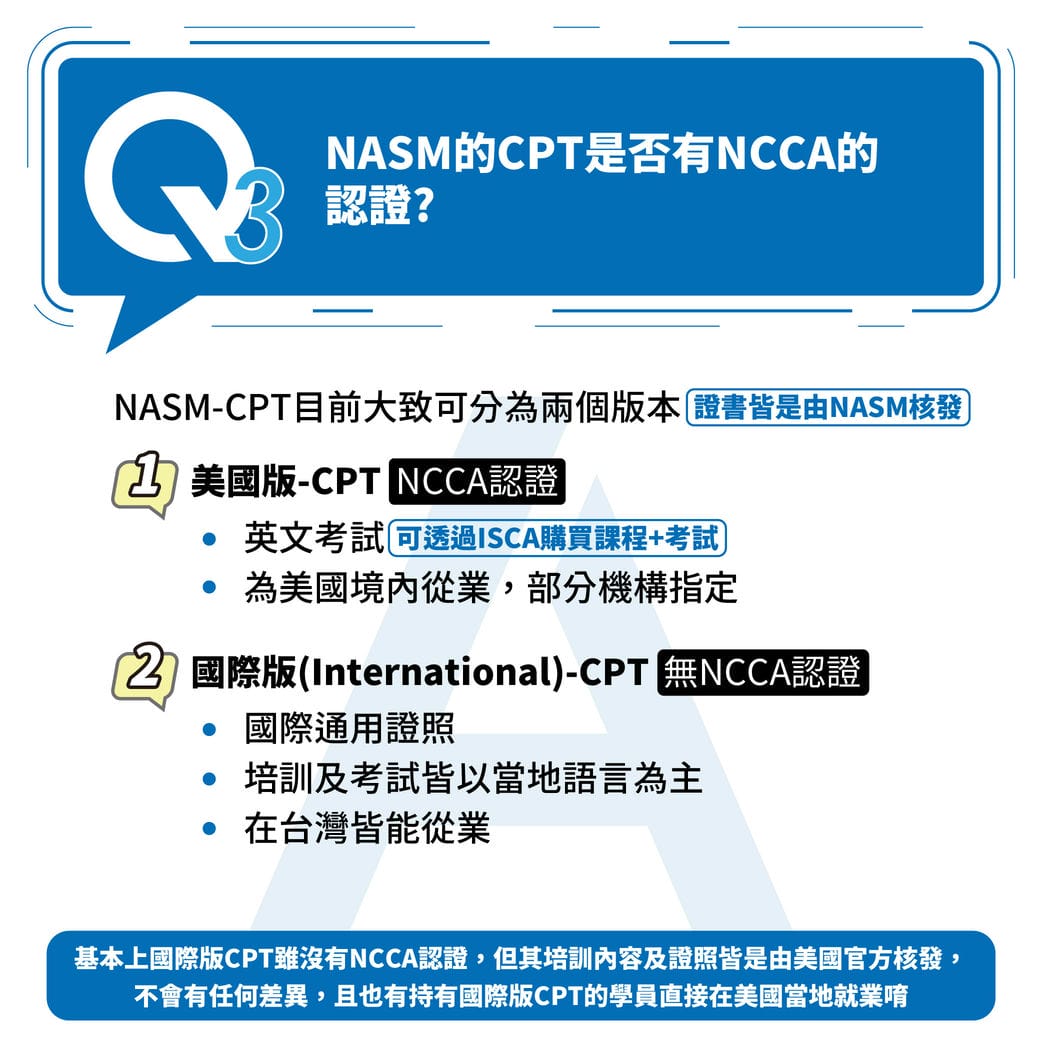 Q3
NASM的CPT是否有NCCA的
認證?
NASM-CPT目前大致可分為兩個版本 證書皆是由NASM核發
1 美國版-CPT NCCA認證
• 英文考試 可透過ISCA購買課程+考試
• 為美國境內從業，部分機構指定
2 國際版(International)-CPT 無NCCA認證
• 國際通用證照
• 培訓及考試皆以當地語言為主
• 在台灣皆能從業
基本上國際版CPT雖沒有NCCA認證，但其培訓內容及證照皆是由美國官方核發，
不會有任何差異，且也有持有國際版CPT的學員直接在美國當地就業唷